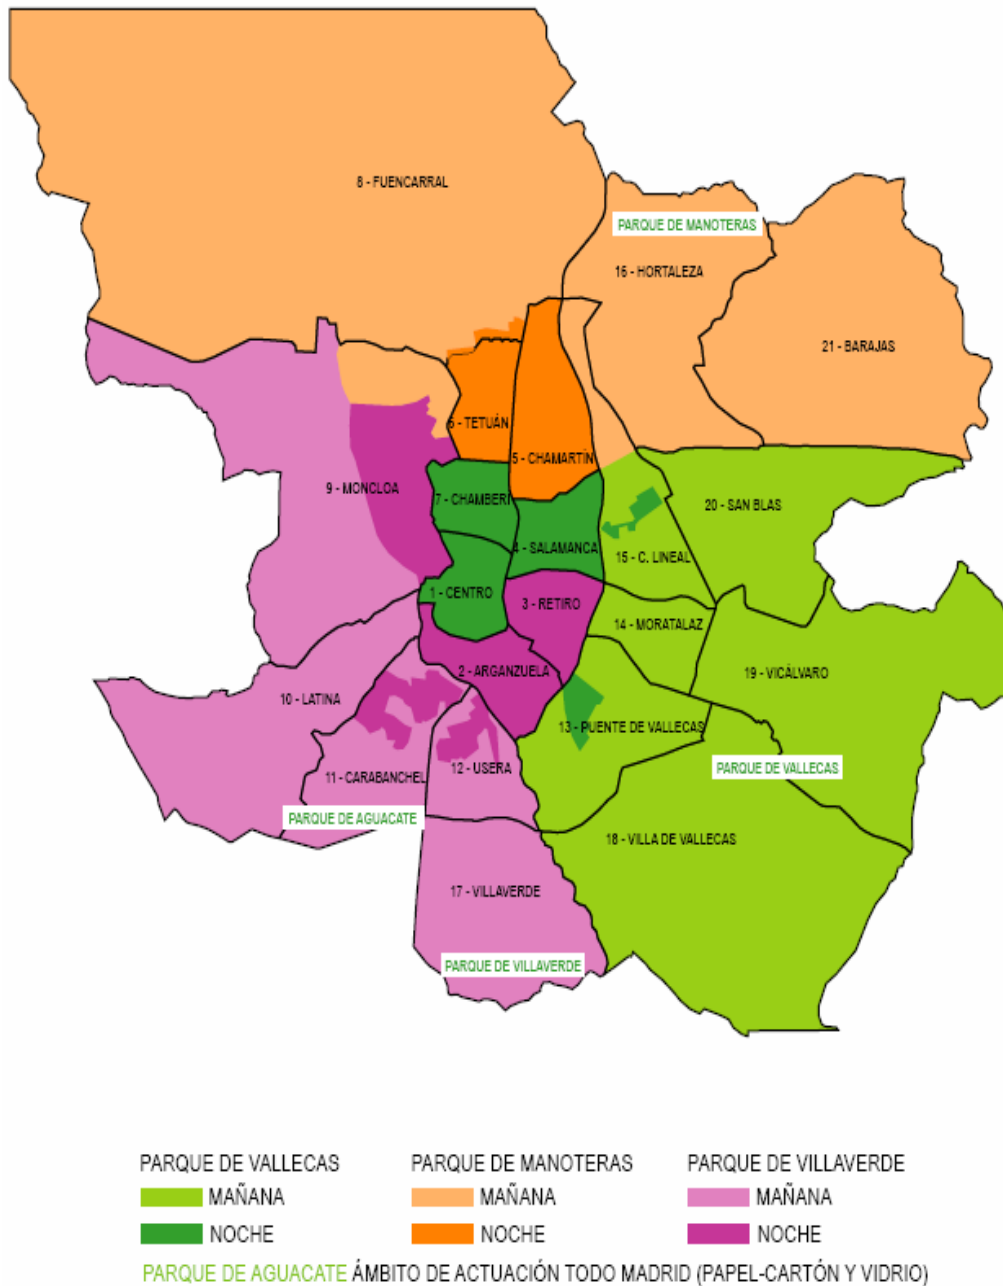 8 - FUENCARRAL
PARQUE DE MANOTERAS
16 - HORTALEZA
21 - BARAJAS
6 - TETUÁN
5 - CHAMARTÍN
9 - MONCLOA
7 - CHAMBERÍ
20 - SAN BLAS
4 - SALAMANCA
15 - C. LINEAL
1 - CENTRO
3 - RETIRO
14 - MORATALAZ
2 - ARGANZUELA
19 - VICÁLVARO
10 - LATINA
13 - PUENTE DE VALLECAS
12 - USERA
PARQUE DE VALLECAS
11 - CARABANCHEL
PARQUE DE AGUACATE
18 - VILLA DE VALLECAS
17 - VILLAVERDE
PARQUE DE VILLAVERDE
PARQUE DE VALLECAS
MAÑANA
NOCHE
PARQUE DE MANOTERAS
MAÑANA
NOCHE
PARQUE DE VILLAVERDE
MAÑANA
NOCHE
PARQUE DE AGUACATE ÁMBITO DE ACTUACIÓN TODO MADRID (PAPEL-CARTÓN Y VIDRIO)